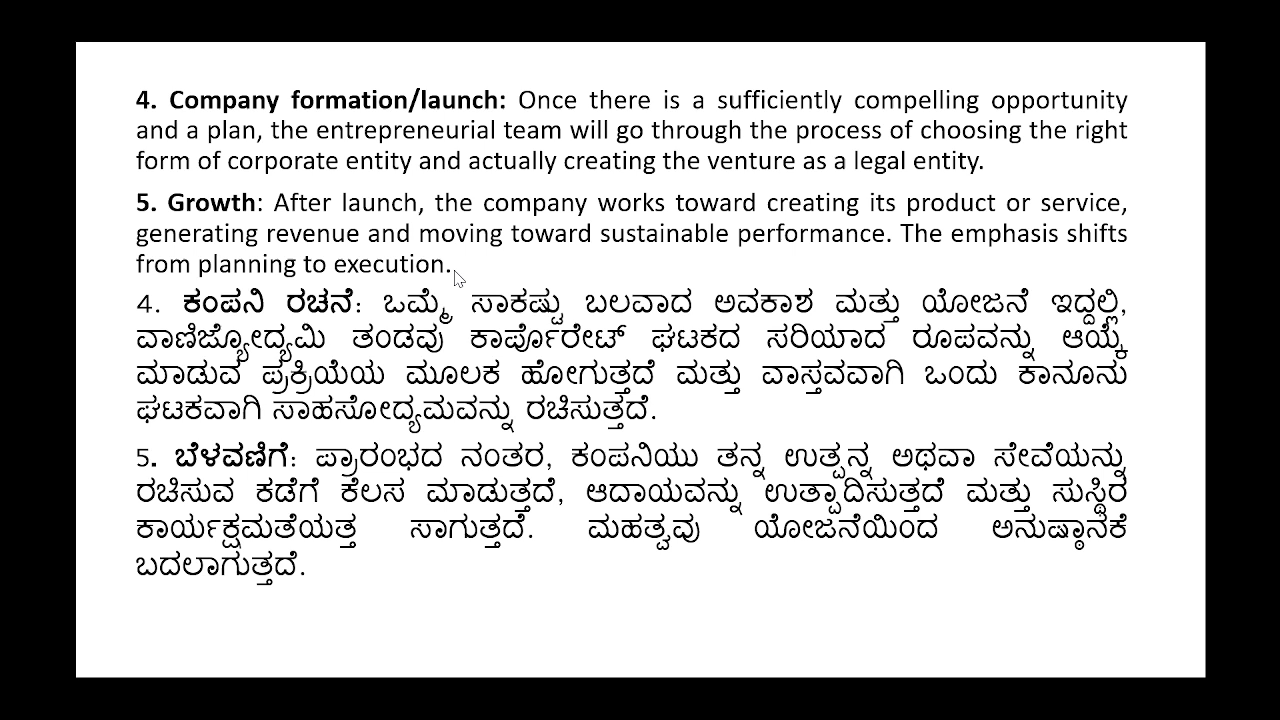 4. Company formation/launch: Once there is a sufficiently compelling opportunity
and a plan, the entrepreneurial team will go through the process of choosing the right
form of corporate entity and actually creating the venture as a legal entity.
5. Growth: After launch, the company works toward creating its product or service,
generating revenue and moving toward sustainable performance. The emphasis shifts
from planning to execution.
4. ಕಂಪನಿ ರಚನೆ: ಒಮ್ಮೆ ಸಾಕಷ್ಟು ಬಲವಾದ ಅವಕಾಶ ಮತ್ತು ಯೋಜನೆ ಇದ್ದಲ್ಲಿ,
ವಾಣಿಜ್ಯೋದ್ಯಮಿ ತಂಡವು ಕಾರ್ಪೊರೇಟ್ ಘಟಕದ ಸರಿಯಾದ ರೂಪವನ್ನು ಆಯ್ಕೆ
ಮಾಡುವ ಪ್ರಕ್ರಿಯೆಯ ಮೂಲಕ ಹೋಗುತ್ತದೆ ಮತ್ತು ವಾಸ್ತವವಾಗಿ ಒಂದು ಕಾನೂನು
ಘಟಕವಾಗಿ ಸಾಹಸೋದ್ಯಮವನ್ನು ರಚಿಸುತ್ತದೆ.
5. ಬೆಳವಣಿಗೆ: ಪ್ರಾರಂಭದ ನಂತರ, ಕಂಪನಿಯು ತನ್ನ ಉತ್ಪನ್ನ ಅಥವಾ ಸೇವೆಯನ್ನು
ರಚಿಸುವ ಕಡೆಗೆ ಕೆಲಸ ಮಾಡುತ್ತದೆ, ಆದಾಯವನ್ನು ಉತ್ಪಾದಿಸುತ್ತದೆ ಮತ್ತು ಸುಸ್ಥಿರ
ಕಾರ್ಯಕ್ಷಮತೆಯತ್ತ ಸಾಗುತ್ತದೆ. ಮಹತ್ವವು ಯೋಜನೆಯಿಂದ ಅನುಷ್ಠಾನಕೆ
ಬದಲಾಗುತ್ತದೆ.